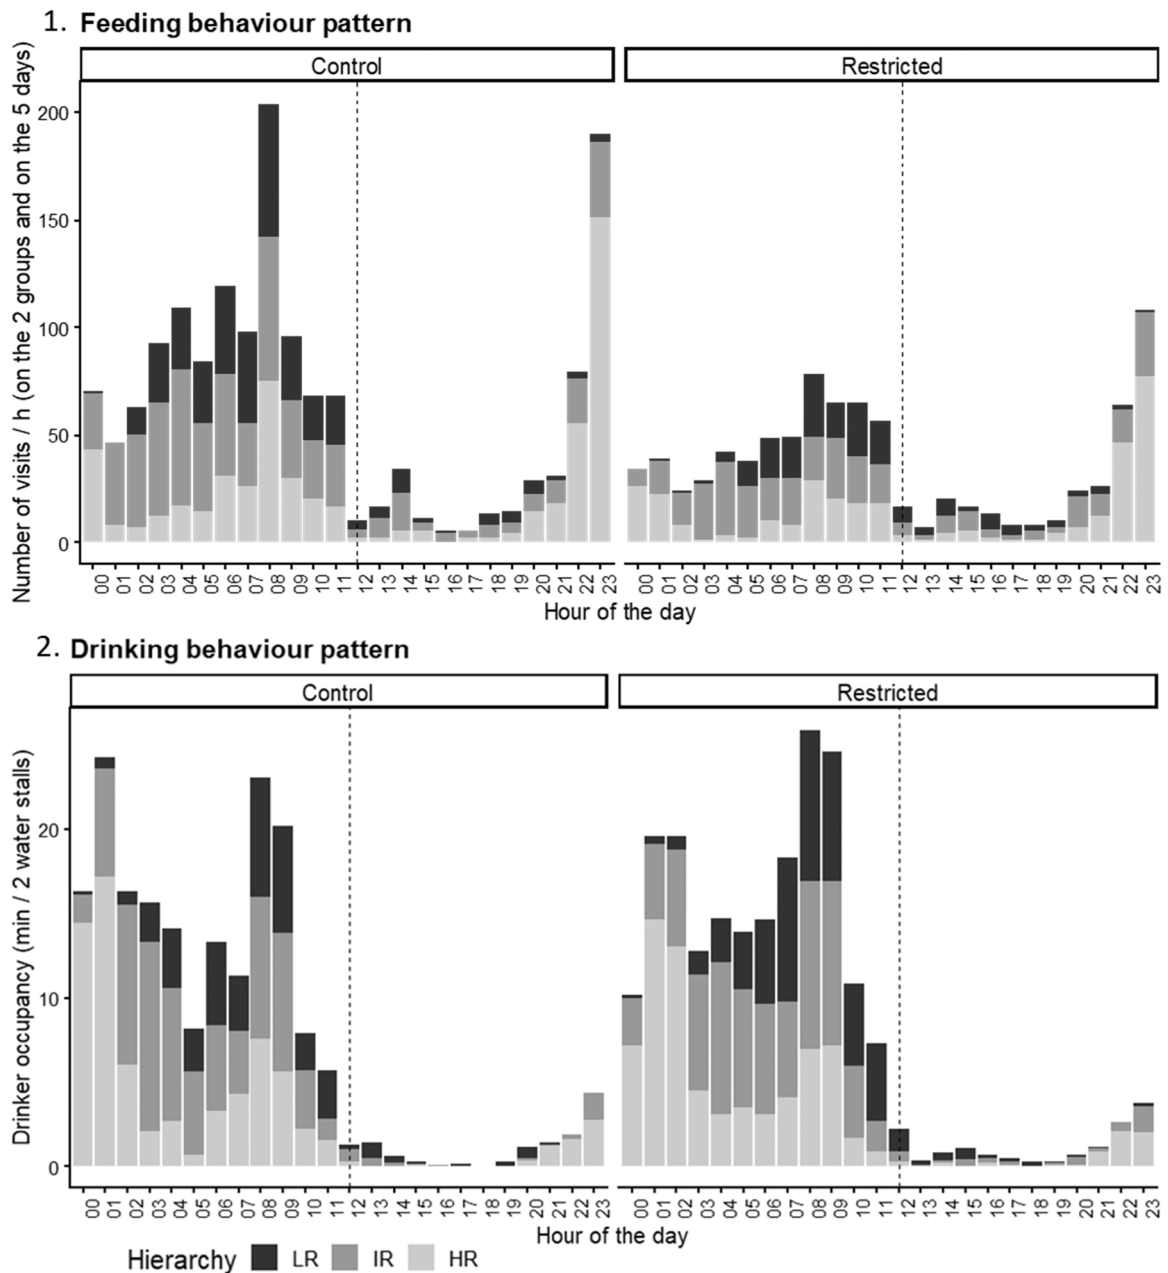 1. Feeding behaviour pattern
Control
Restricted
Number of visits / h (on the 2 groups and on the 5 days)
200
150
100
50
0
00 01 02 03 04 05 06 07 08 09 10 11 12 13 14 15 16 17 18 19 20 21 22 23
00 01 02 03 04 05 06 07 08 09 10 11 12 13 14 15 16 17 18 19 20 21 22 23
Hour of the day
2. Drinking behaviour pattern
Control
Restricted
Drinker occupancy (min / 2 water stalls)
20
10
0
00 01 02 03 04 05 06 07 08 09 10 11 12 13 14 15 16 17 18 19 20 21 22 23
00 01 02 03 04 05 06 07 08 09 10 11 12 13 14 15 16 17 18 19 20 21 22 23
Hour of the day
Hierarchy LR IR HR